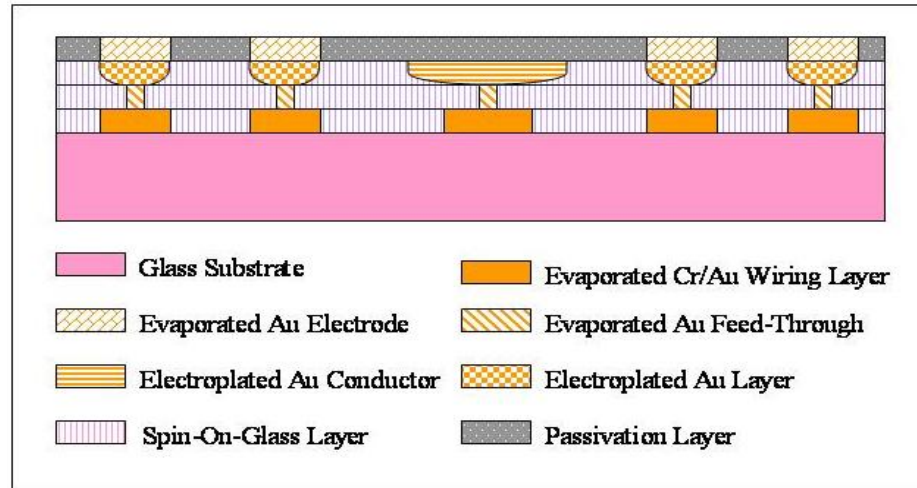 Glass Substrate
Evaporated Cr/Au Wiring Layer
Evaporated Au Electrode
Evaporated Au Feed-Through
Electroplated Au Conductor
Electroplated Au Layer
Spin-On-Glass Layer
Passivation Layer